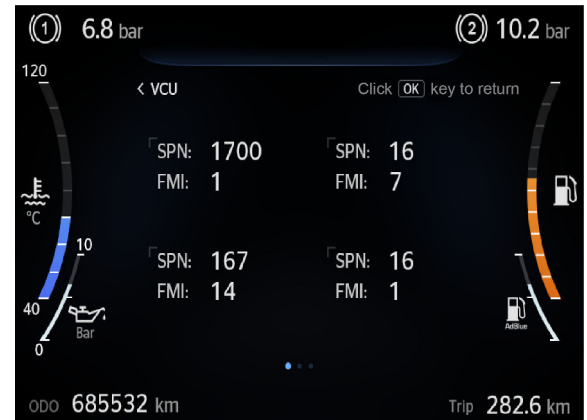 (1) 6.8 bar
(2) 10.2 bar
120
< VCU
Click OK key to return
SPN: 1700
FMI: 1
SPN: 16
FMI: 7
°C
10
SPN: 167
FMI: 14
SPN: 16
FMI: 1
40
Bar
0
AdBlue
ODO 685532 km
Trip 282.6 km